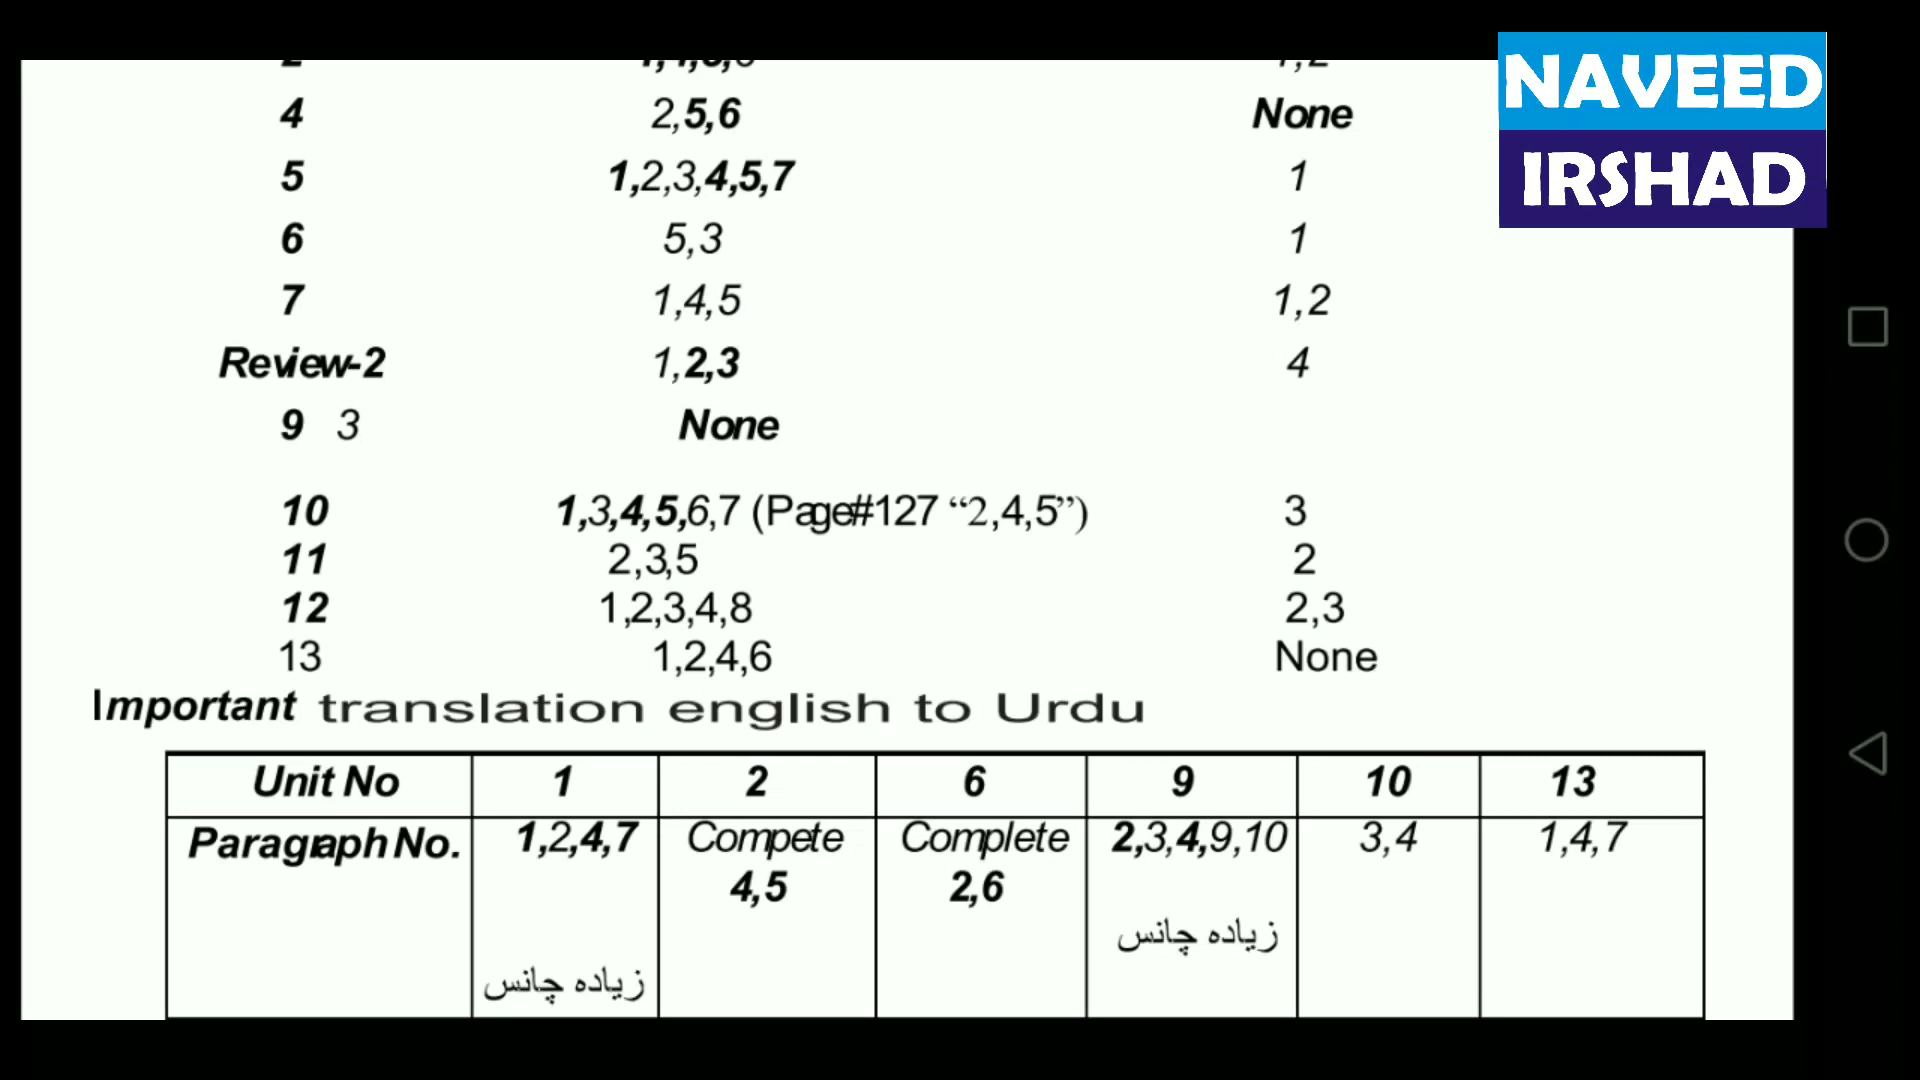 NAVEED
IRSHAD
4 2,5,6 None
5 1,2,3,4,5,7 1
6 5,3 1
7 1,4,5 1,2
Review-2 1,2,3 4
9 3 None
10 1,3,4,5,6,7 (Page#127 “2,4,5”) 3
11 2,3,5 2
12 1,2,3,4,8 2,3
13 1,2,4,6 None
Important translation english to Urdu
Unit No 1 2 6 9 10 13
Paragraph No. 1,2,4,7 Compete Complete 2,3,4,9,10 3,4 1,4,7
4,5 2,6
زیادہ چانس
زیادہ چانس